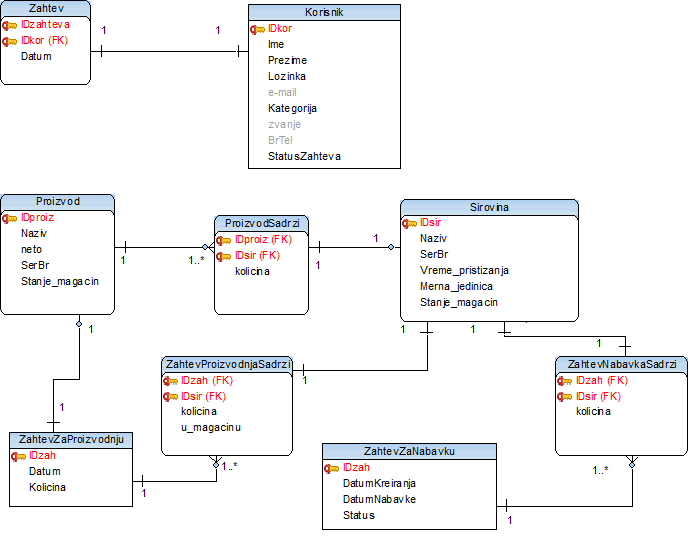 Zahtev
IDzahteva
IDkor (FK)
Datum
1
1
Korisnik
IDkor
Ime
Prezime
Lozinka
e-mail
Kategorija
zvanje
BrTel
StatusZahteva
Proizvod
IDproiz
Naziv
neto
SerBr
Stanje_magacin
1
1..*
ProizvodSadrzi
IDproiz (FK)
IDsir (FK)
kolicina
1
1
Sirovina
IDsir
Naziv
SerBr
Vreme_pristizanja
Merna_jedinica
Stanje_magacin
1
1
1
1
ZahtevProizvodnjaSadrzi
IDzah (FK)
IDsir (FK)
kolicina
u_magacinu
1
ZahtevNabavkaSadrzi
IDzah (FK)
IDsir (FK)
kolicina
1
ZahtevZaProizvodnju
IDzah
Datum
Kolicina
1
1..*
ZahtevZaNabavku
IDzah
DatumKreiranja
DatumNabavke
Status
1
1..*